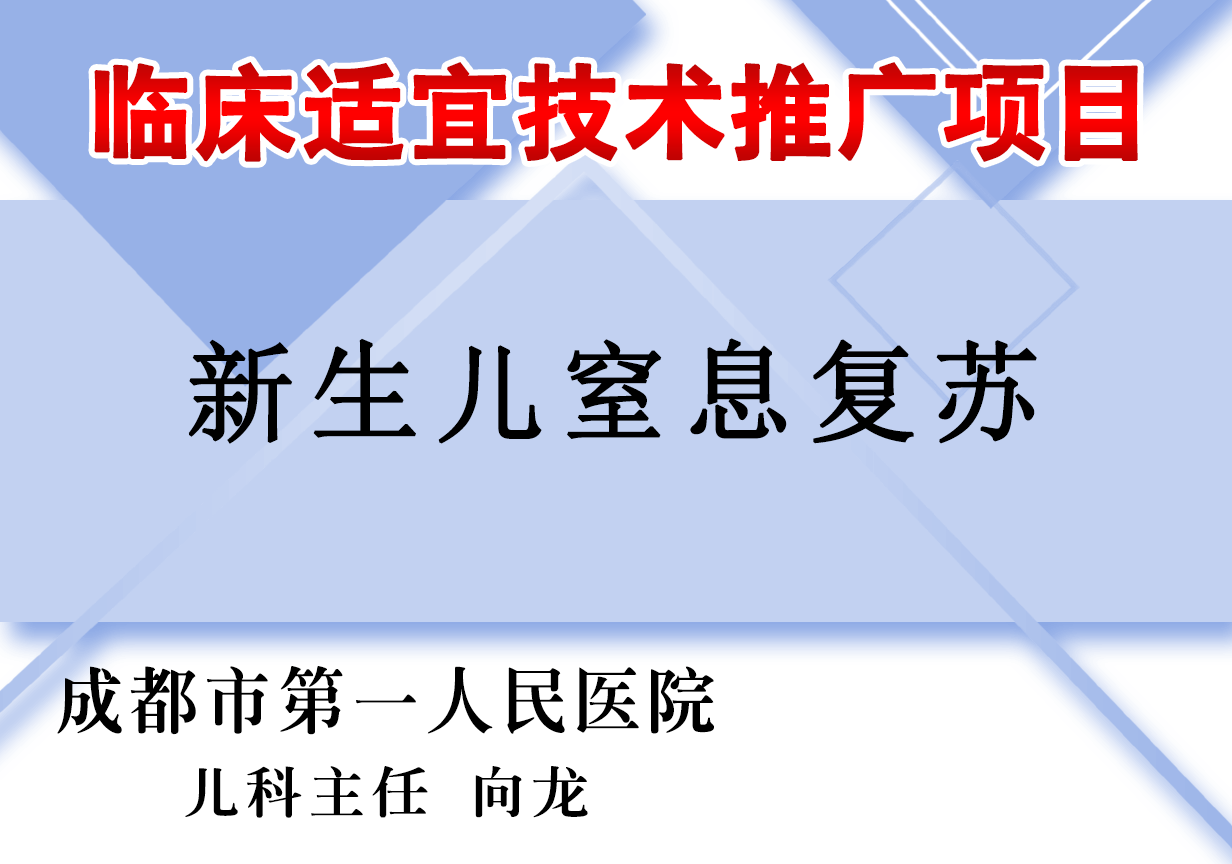 临床适宜技术推广项目
新生儿窒息复苏
成都市第一人民医院
儿科主任 向龙